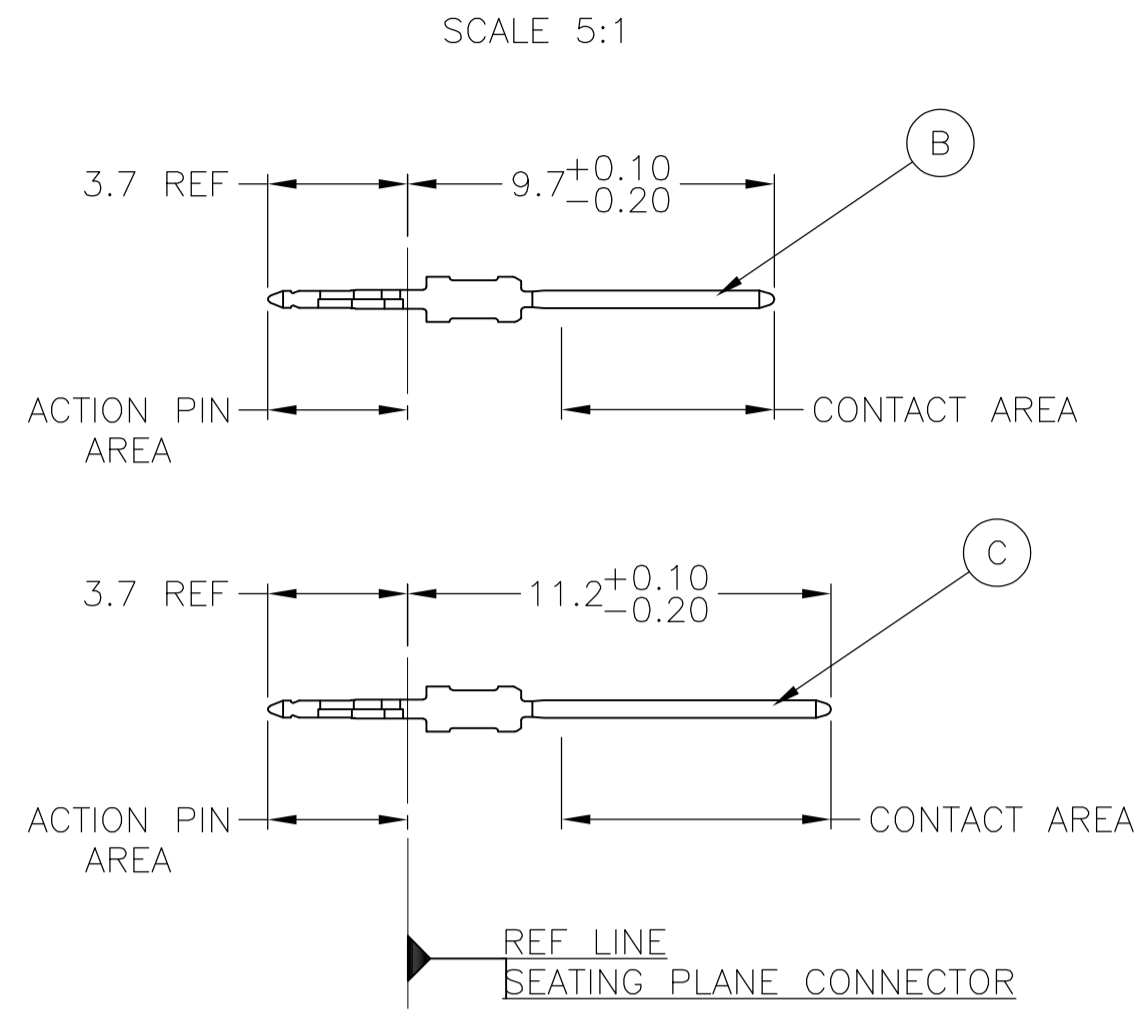 SCALE 5:1
B
3.7 REF
9.7 +0.10 -0.20
ACTION PIN AREA
CONTACT AREA
C
3.7 REF
11.2 +0.10 -0.20
ACTION PIN AREA
CONTACT AREA
REF LINE
SEATING PLANE CONNECTOR